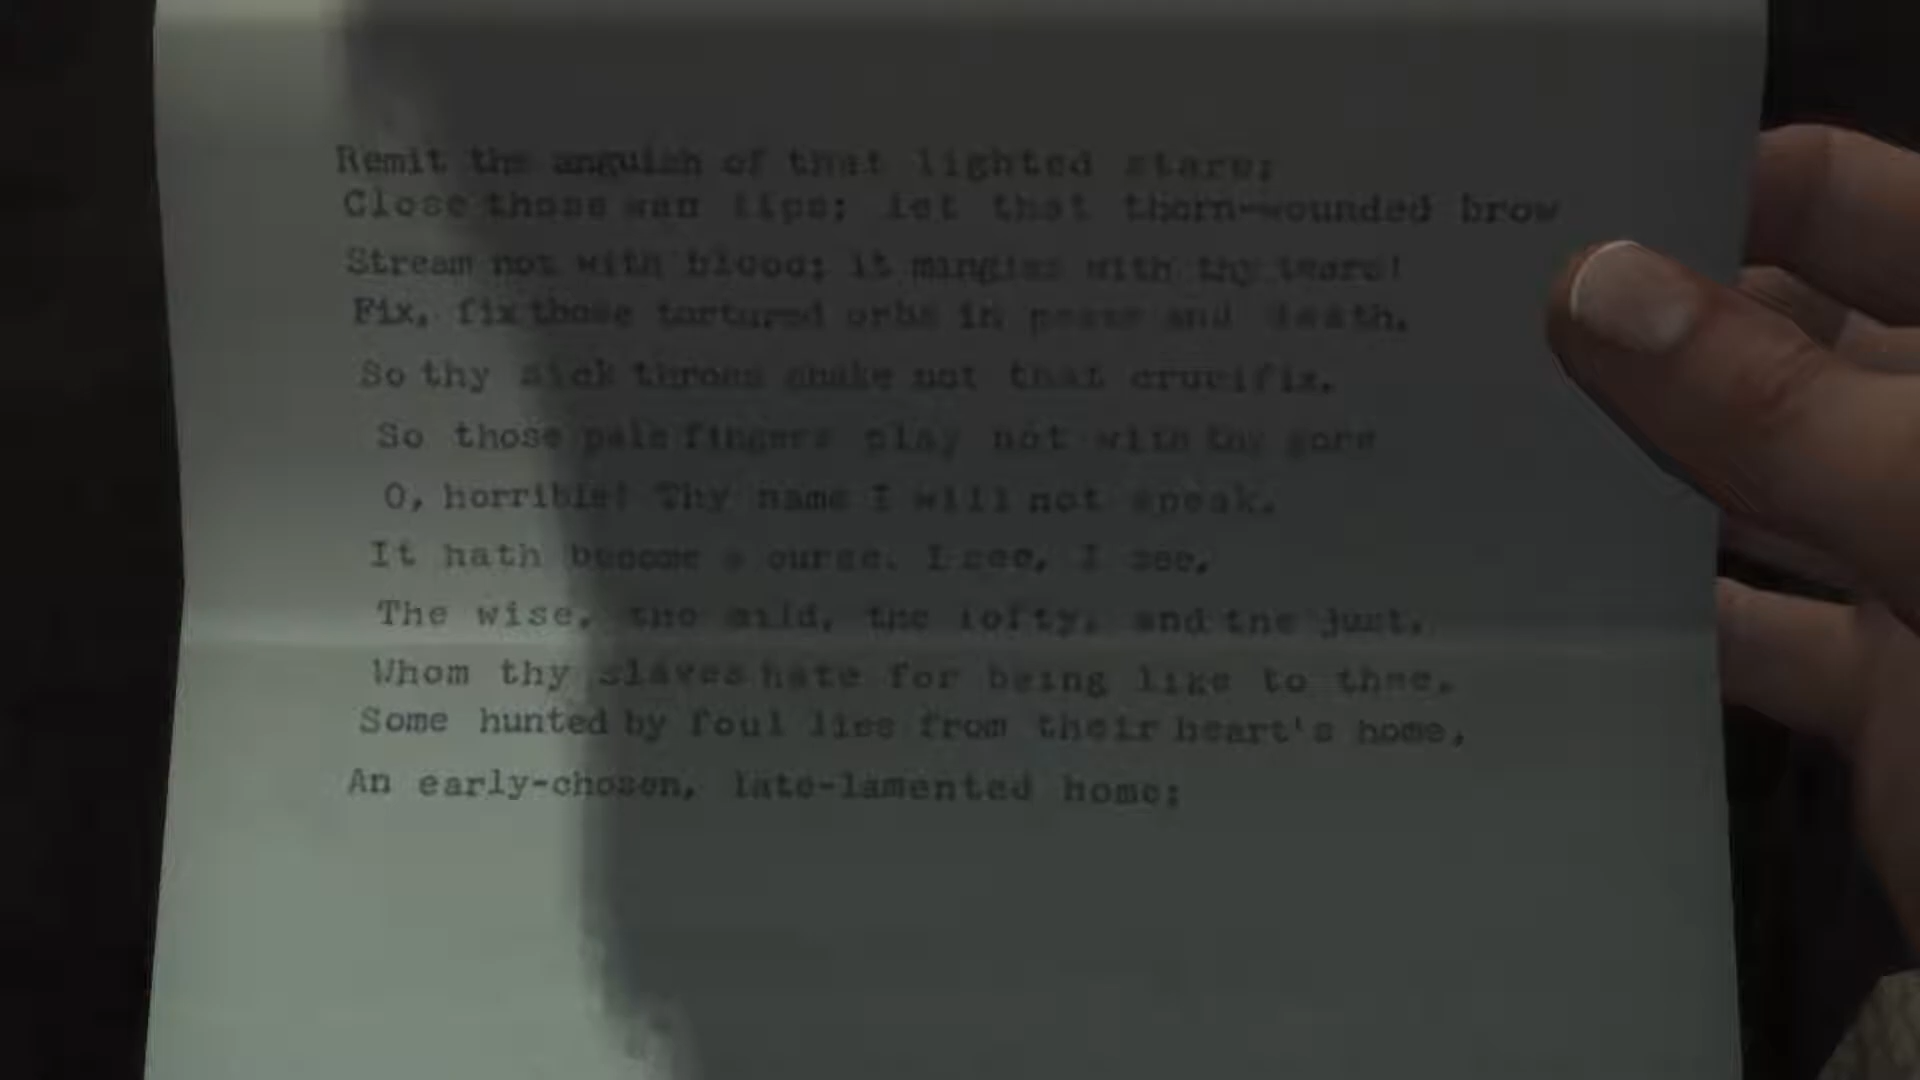 Remit the anguish of that lighted stare;
Close those wan lips; let that thorn-wounded brow
Stream not with blood; it mingles with thy tears!
Fix, fix those tortured orbs in peace and death,
So thy sick throes shake not that crucifix,
So those pale fingers play not with thy gore
O, horrible! Thy name I will not speak,
It hath become a curse. I see, I see,
The wise, the mild, the lofty, and the just,
Whom thy slaves hate for being like to thee,
Some hunted by foul lies from their heart's home,
An early-chosen, late-lamented home;